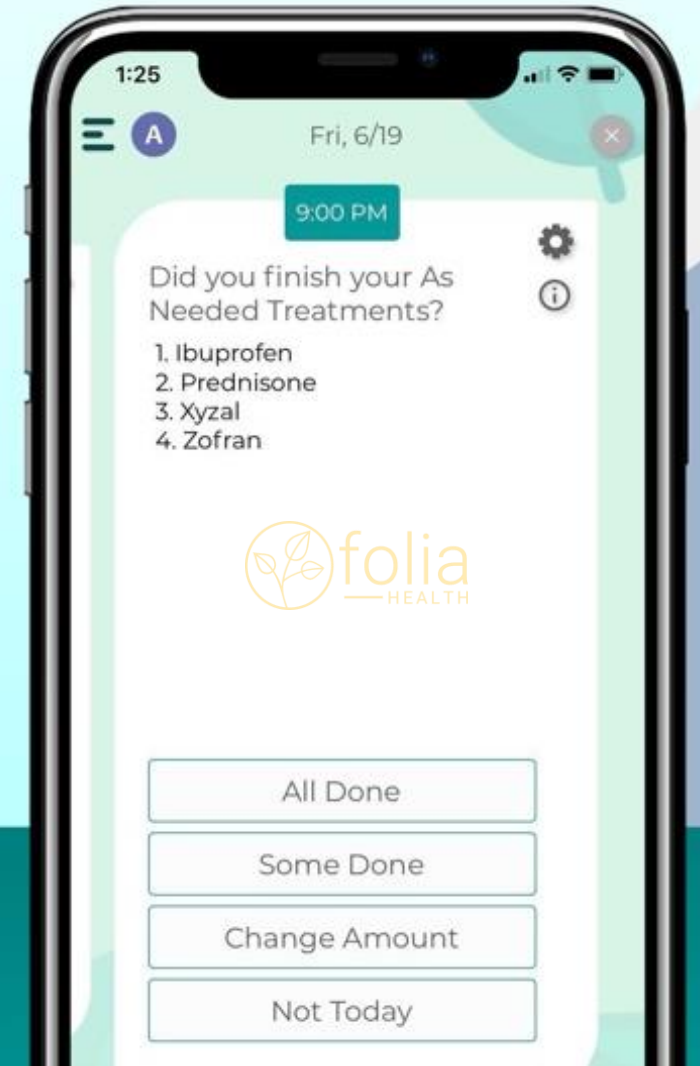 1:25
A
Fri, 6/19
9:00 PM
Did you finish your As
Needed Treatments?
1. Ibuprofen
2. Prednisone
3. Xyzal
4. Zofran
folia
HEALTH
All Done
Some Done
Change Amount
Not Today